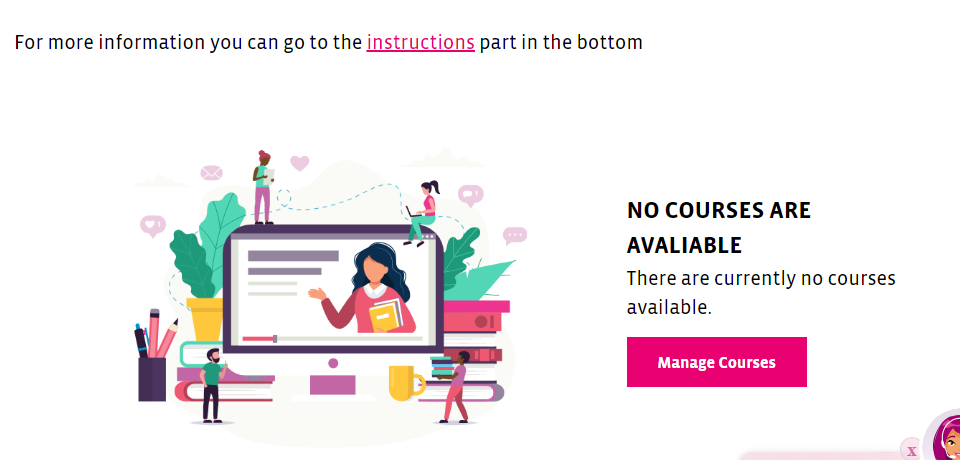 For more information you can go to the instructions part in the bottom
NO COURSES ARE
AVALIABLE
There are currently no courses
available.
Manage Courses
x